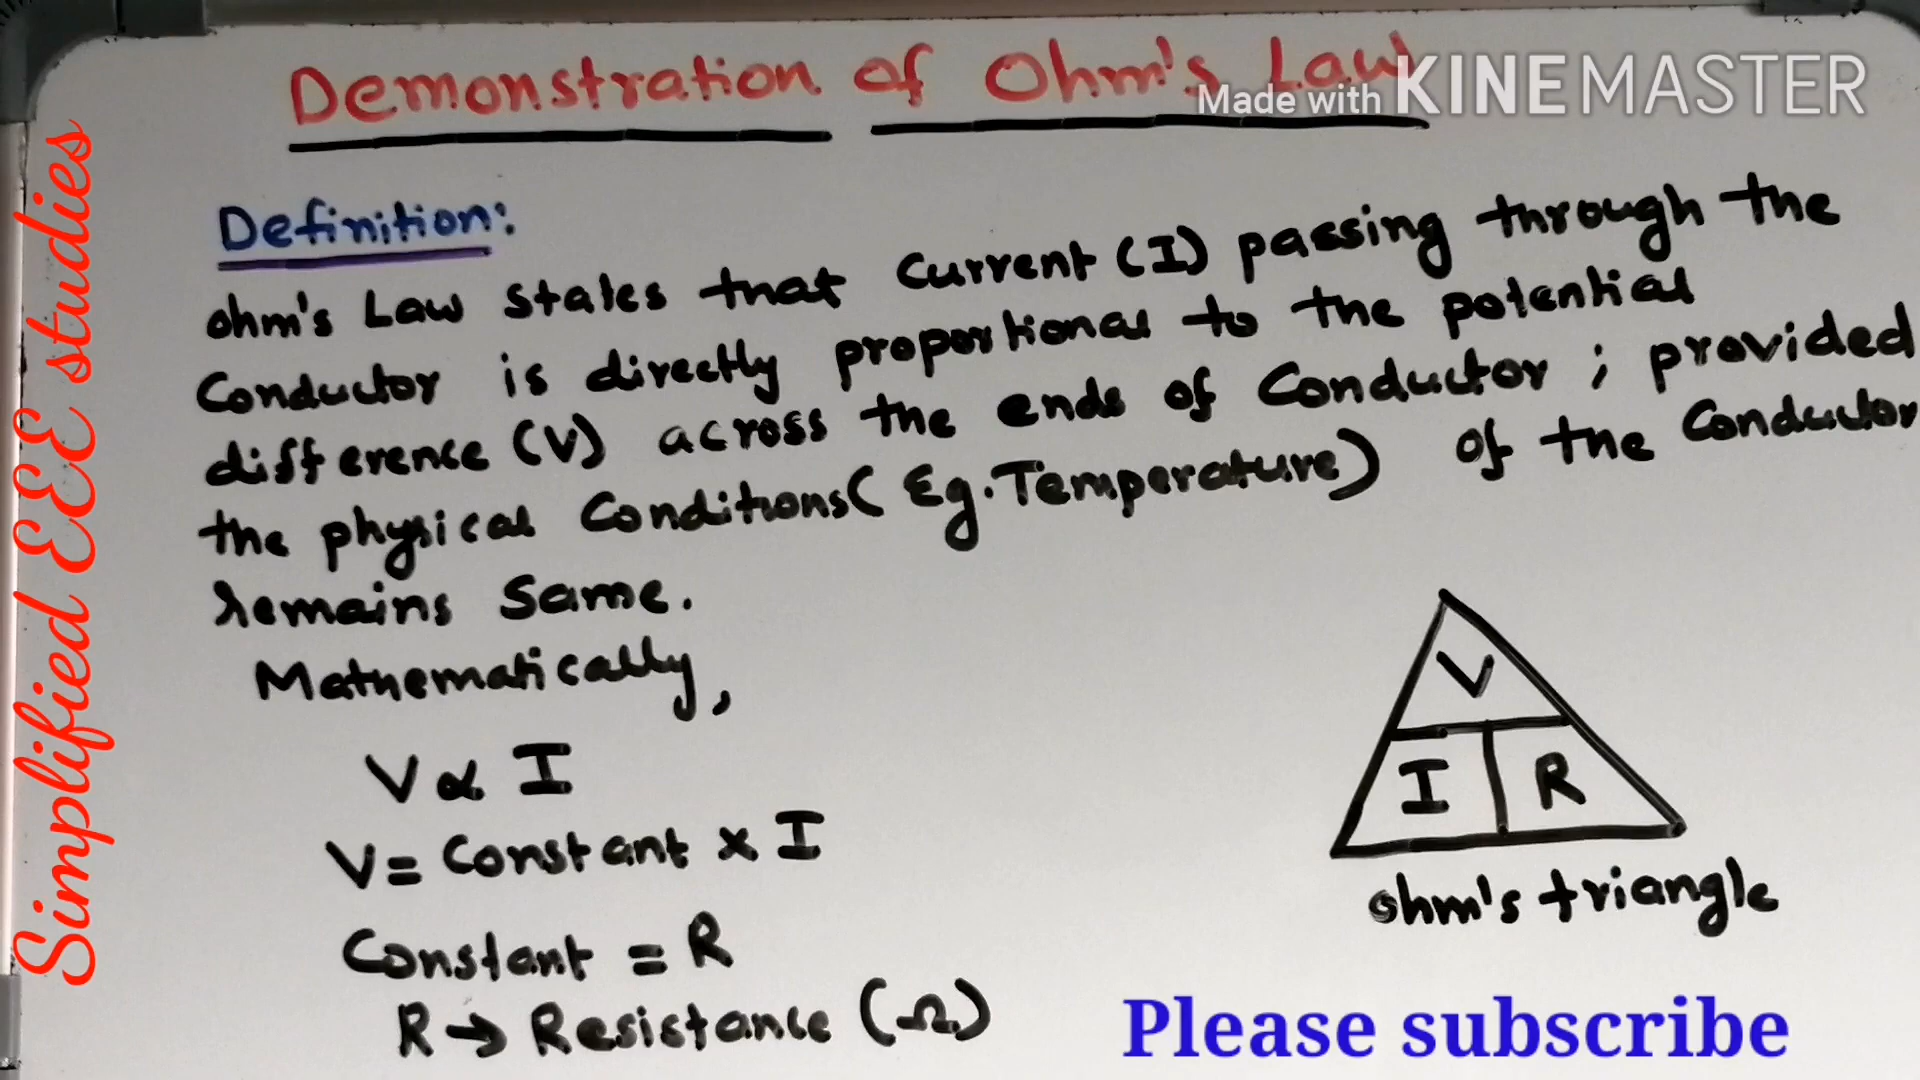 Demonstration of Ohm's Law
Made with KINEMASTER
Simplified EEE studies
Definition:
ohm's Law states that Current (I) passing through the
Conductor is directly proportional to the potential
difference (V) across the ends of Conductor ; provided
the physical Conditions( Eg. Temperature) of the Conductor
remains Same.
Mathematically,
V ∝ I
V = Constant × I
Constant = R
R → Resistance (Ω)
V
I R
ohm's triangle
Please subscribe